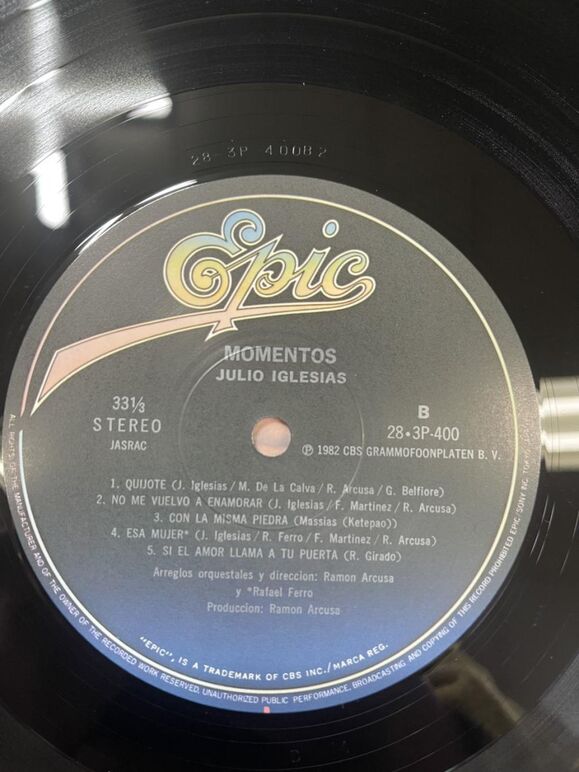 28 3P 40082
Epic
MOMENTOS
JULIO IGLESIAS
33⅓
STEREO
JASRAC
B
28•3P-400
℗ 1982 CBS GRAMMOFOONPLATEN B. V.
1. QUIJOTE (J. Iglesias/M. De La Calva/R. Arcusa/G. Belfiore)
2. NO ME VUELVO A ENAMORAR (J. Iglesias/F. Martinez/R. Arcusa)
3. CON LA MISMA PIEDRA (Massias (Ketepao))
4. ESA MUJER* (J. Iglesias/R. Ferro/F. Martinez/R. Arcusa)
5. SI EL AMOR LLAMA A TU PUERTA (R. Girado)
Arreglos orquestales y direccion: Ramon Arcusa
y *Rafael Ferro
Produccion: Ramon Arcusa
"EPIC", IS A TRADEMARK OF CBS INC./MARCA REG.
ALL RIGHTS OF THE MANUFACTURER AND OF THE OWNER OF THE RECORDED WORK RESERVED, UNAUTHORIZED PUBLIC PERFORMANCE, BROADCASTING AND COPYING OF THIS RECORD PROHIBITED EPIC/SONY INC. TOKYO